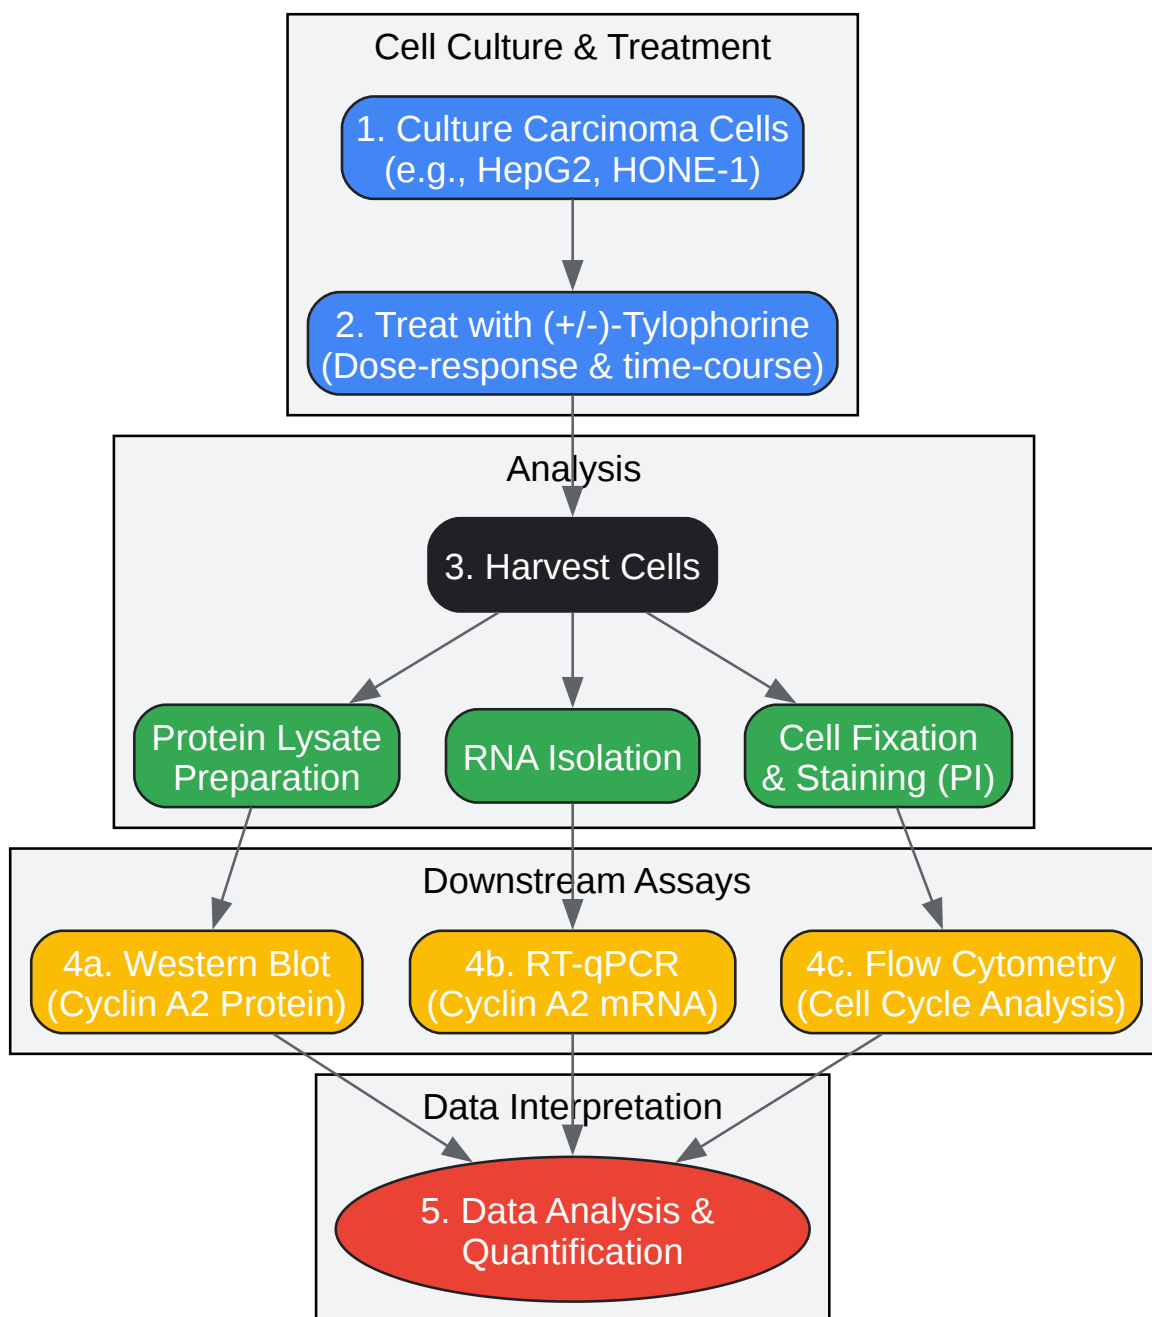 Cell Culture & Treatment
1. Culture Carcinoma Cells
(e.g., HepG2, HONE-1)
2. Treat with (+/-)-Tylophorine
(Dose-response & time-course)
Analysis
3. Harvest Cells
Protein Lysate
Preparation
RNA Isolation
Cell Fixation
& Staining (PI)
Downstream Assays
4a. Western Blot
(Cyclin A2 Protein)
4b. RT-qPCR
(Cyclin A2 mRNA)
4c. Flow Cytometry
(Cell Cycle Analysis)
Data Interpretation
5. Data Analysis &
Quantification